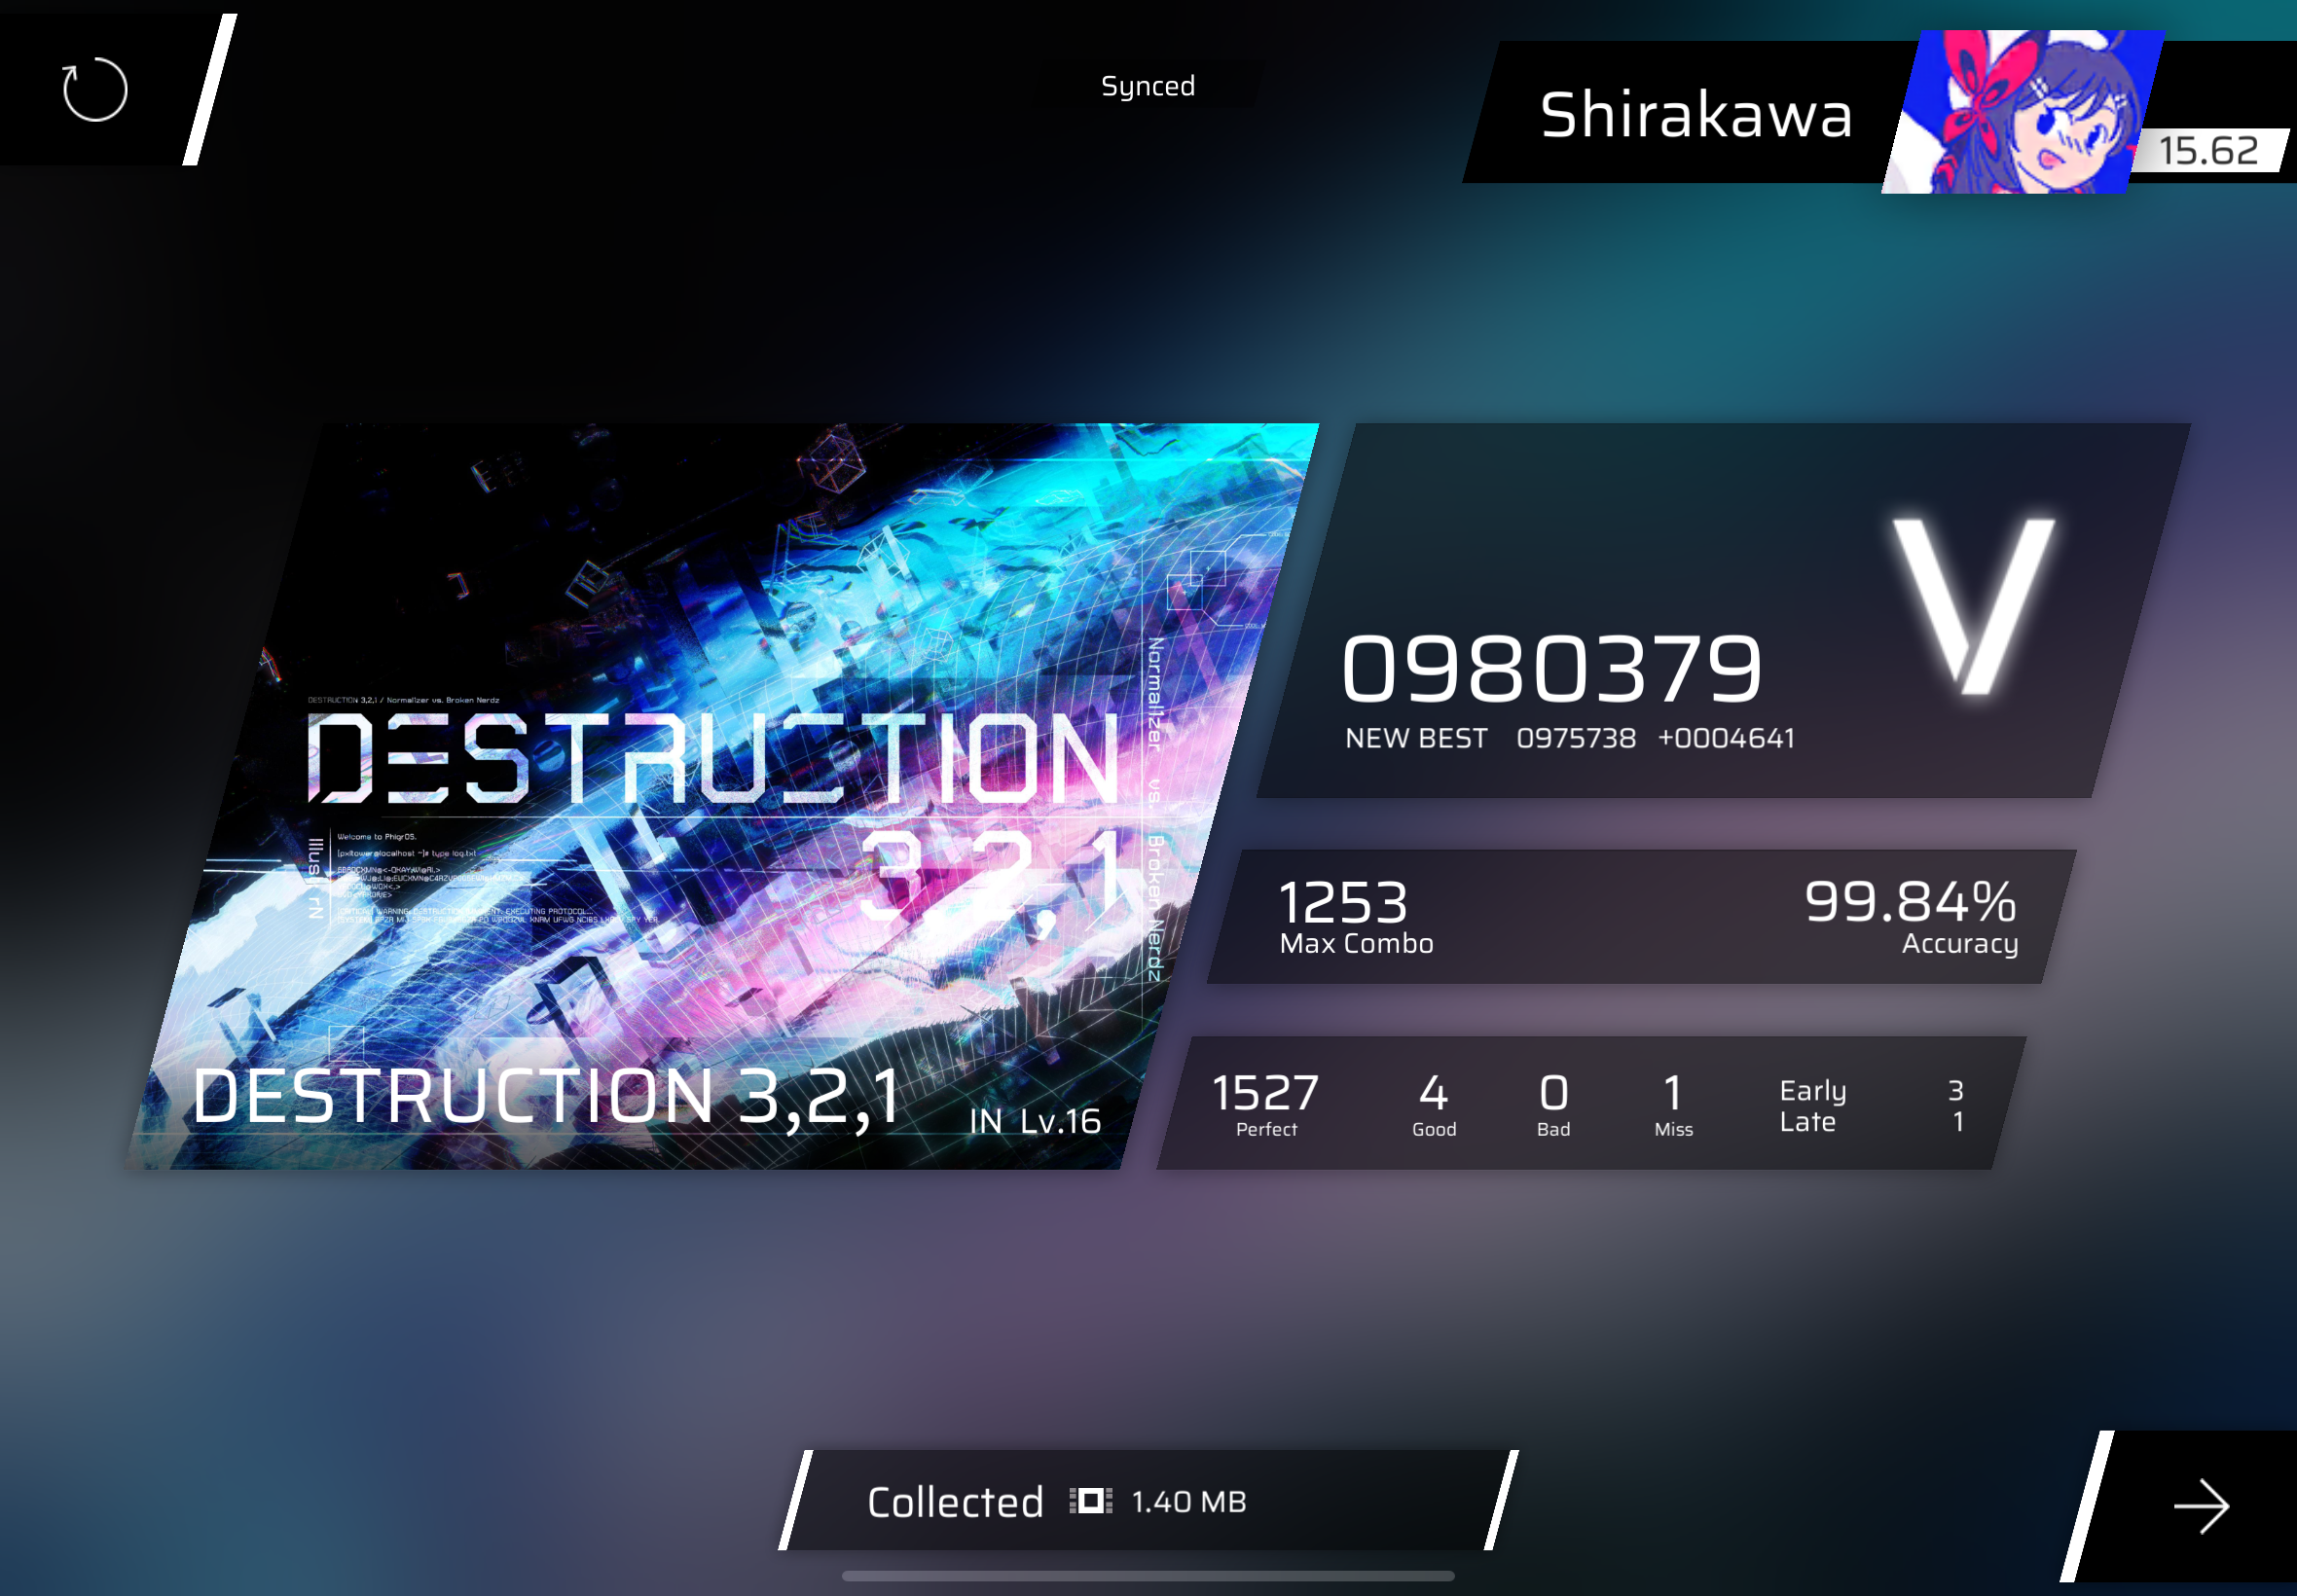 Synced
Shirakawa
15.62
DESTRUCTION 3,2,1 / Normal1zer vs. Broken Nerdz
DESTRUCTION
3,2,1
Normal1zer vs. Broken Nerdz
Welcome to PhigrOS.
DESTRUCTION 3,2,1
IN Lv.16
0980379
V
NEW BEST 0975738 +0004641
1253
Max Combo
99.84%
Accuracy
1527
Perfect
4
Good
0
Bad
1
Miss
Early 3
Late 1
Collected 1.40 MB